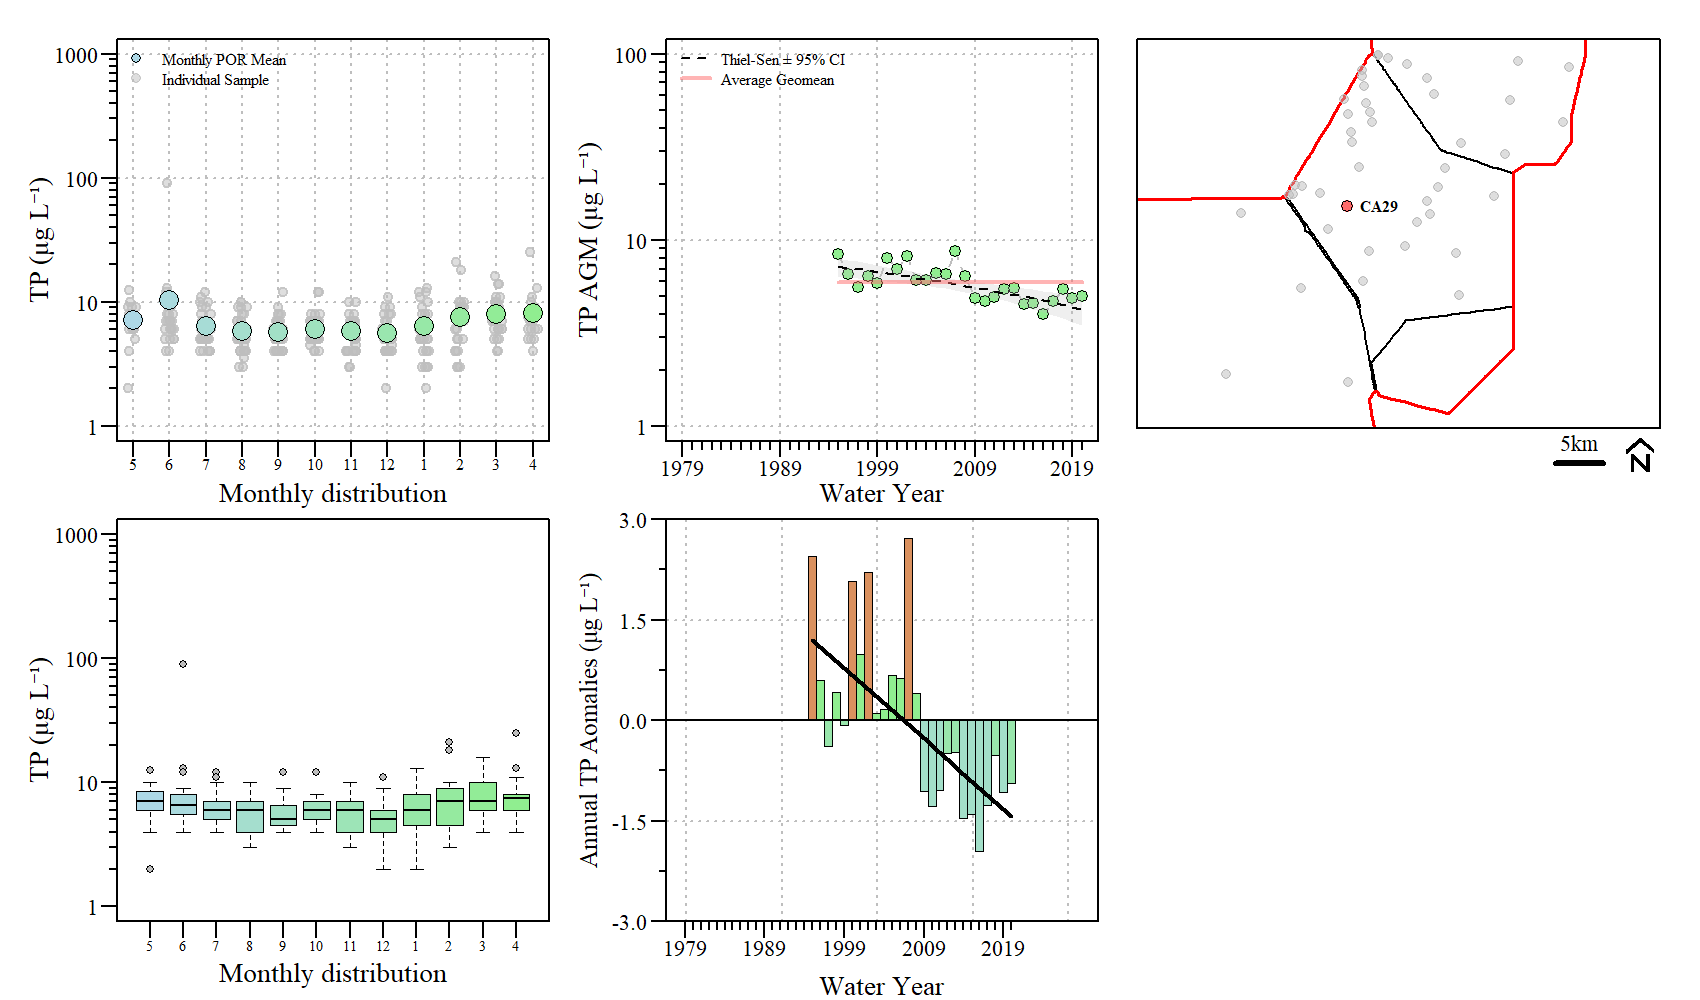 1000
100
10
1
TP (µg L⁻¹)
Monthly POR Mean
Individual Sample
5 6 7 8 9 10 11 12 1 2 3 4
Monthly distribution
100
10
1
TP AGM (µg L⁻¹)
Thiel-Sen ± 95% CI
Average Geomean
1979 1989 1999 2009 2019
Water Year
CA29
5km
N
1000
100
10
1
TP (µg L⁻¹)
5 6 7 8 9 10 11 12 1 2 3 4
Monthly distribution
3.0
1.5
0.0
-1.5
-3.0
Annual TP Aomalies (µg L⁻¹)
1979 1989 1999 2009 2019
Water Year